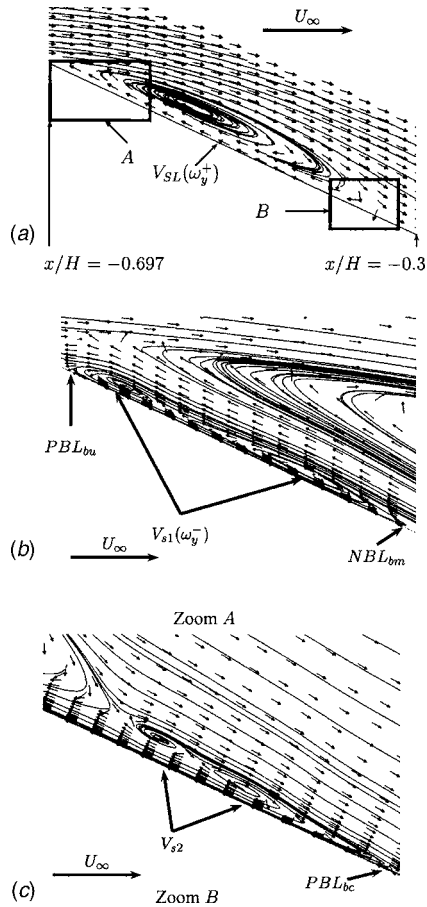 U∞
A
V_SL(ω_y^+)
P
B
(a)
x/H = −0.697
x/H = −0.3
PBL_bu
V_s1(ω_y^-)
NBL_bm
(b)
U∞
Zoom A
V_s2
U∞
PBL_bc
(c)
Zoom B